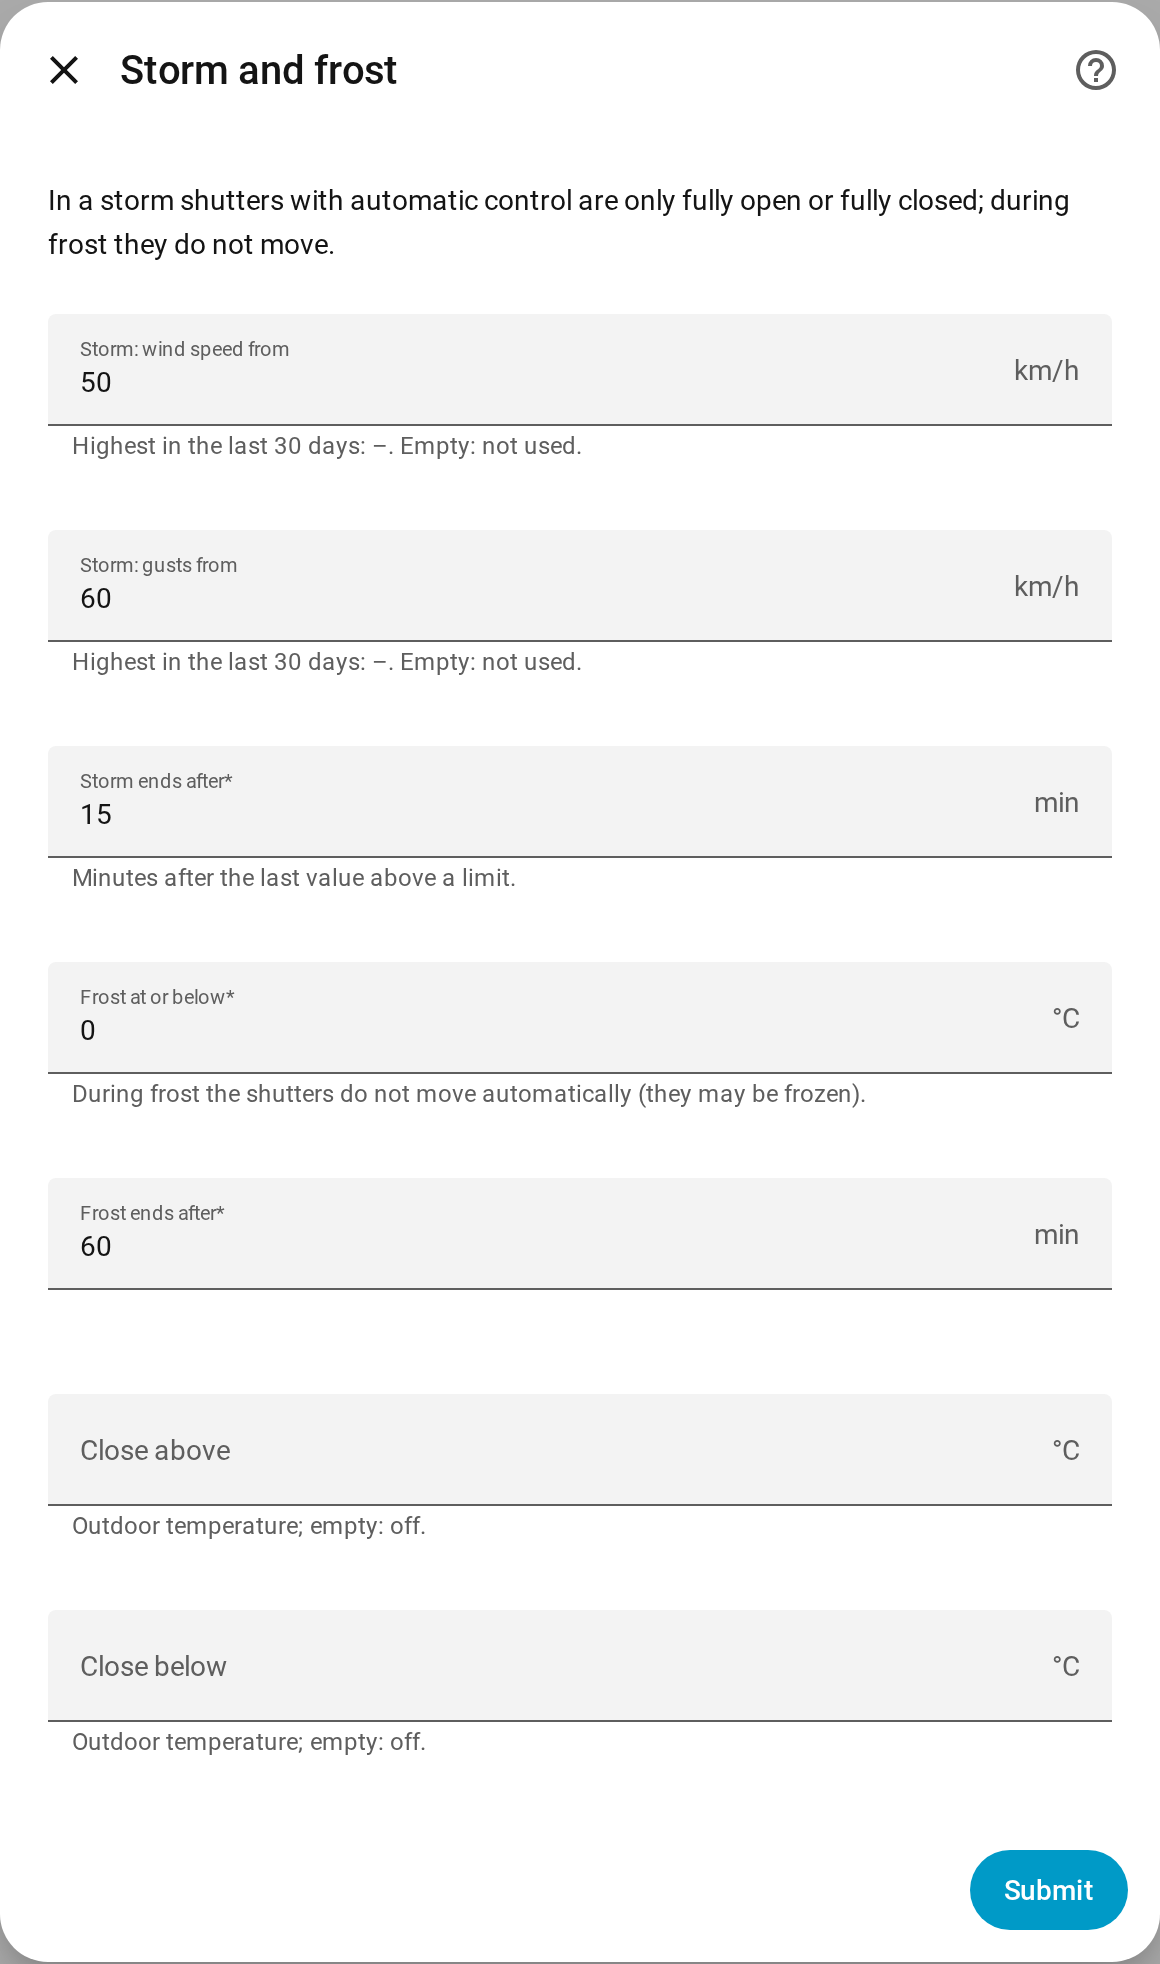 Storm and frost
In a storm shutters with automatic control are only fully open or fully closed; during
frost they do not move.
Storm: wind speed from
50
km/h
Highest in the last 30 days: –. Empty: not used.
Storm: gusts from
60
km/h
Highest in the last 30 days: –. Empty: not used.
Storm ends after*
15
min
Minutes after the last value above a limit.
Frost at or below*
0
°C
During frost the shutters do not move automatically (they may be frozen).
Frost ends after*
60
min
Close above
°C
Outdoor temperature; empty: off.
Close below
°C
Outdoor temperature; empty: off.
Submit